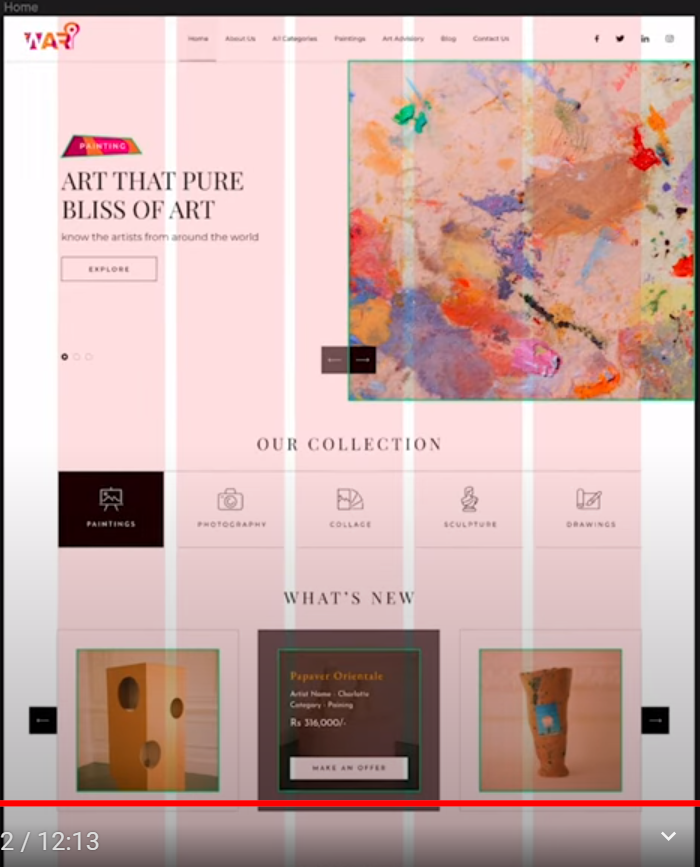 Home
WAR
Home About Us All Categories Paintings Art Advisory Blog Contact Us
PAINTING
ART THAT PURE
BLISS OF ART
know the artists from around the world
EXPLORE
OUR COLLECTION
PAINTINGS PHOTOGRAPHY COLLAGE SCULPTURE DRAWINGS
WHAT'S NEW
Papaver Orientale
Artist Name - Charlotte
Category - Paining
Rs 316,000/-
MAKE AN OFFER
2 / 12:13